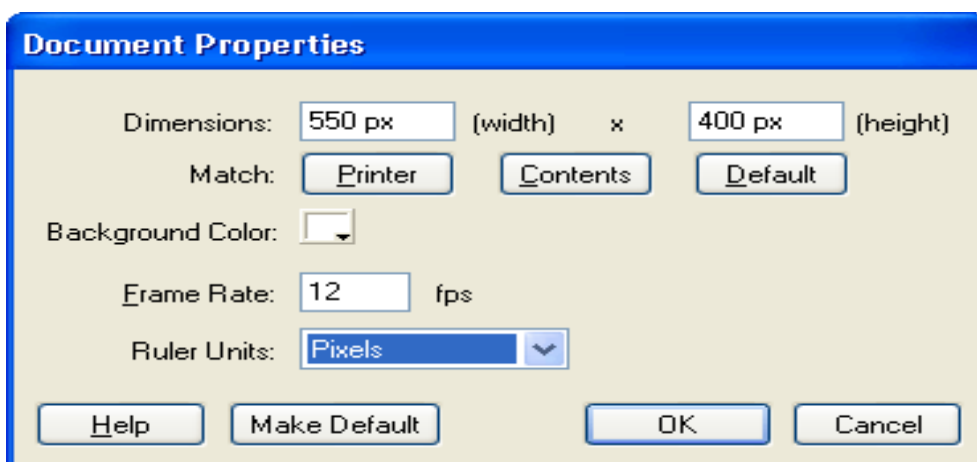 Document Properties
Dimensions: 550 px (width) x 400 px (height)
Match: Printer Contents Default
Background Color:
Frame Rate: 12 fps
Ruler Units: Pixels
Help Make Default OK Cancel